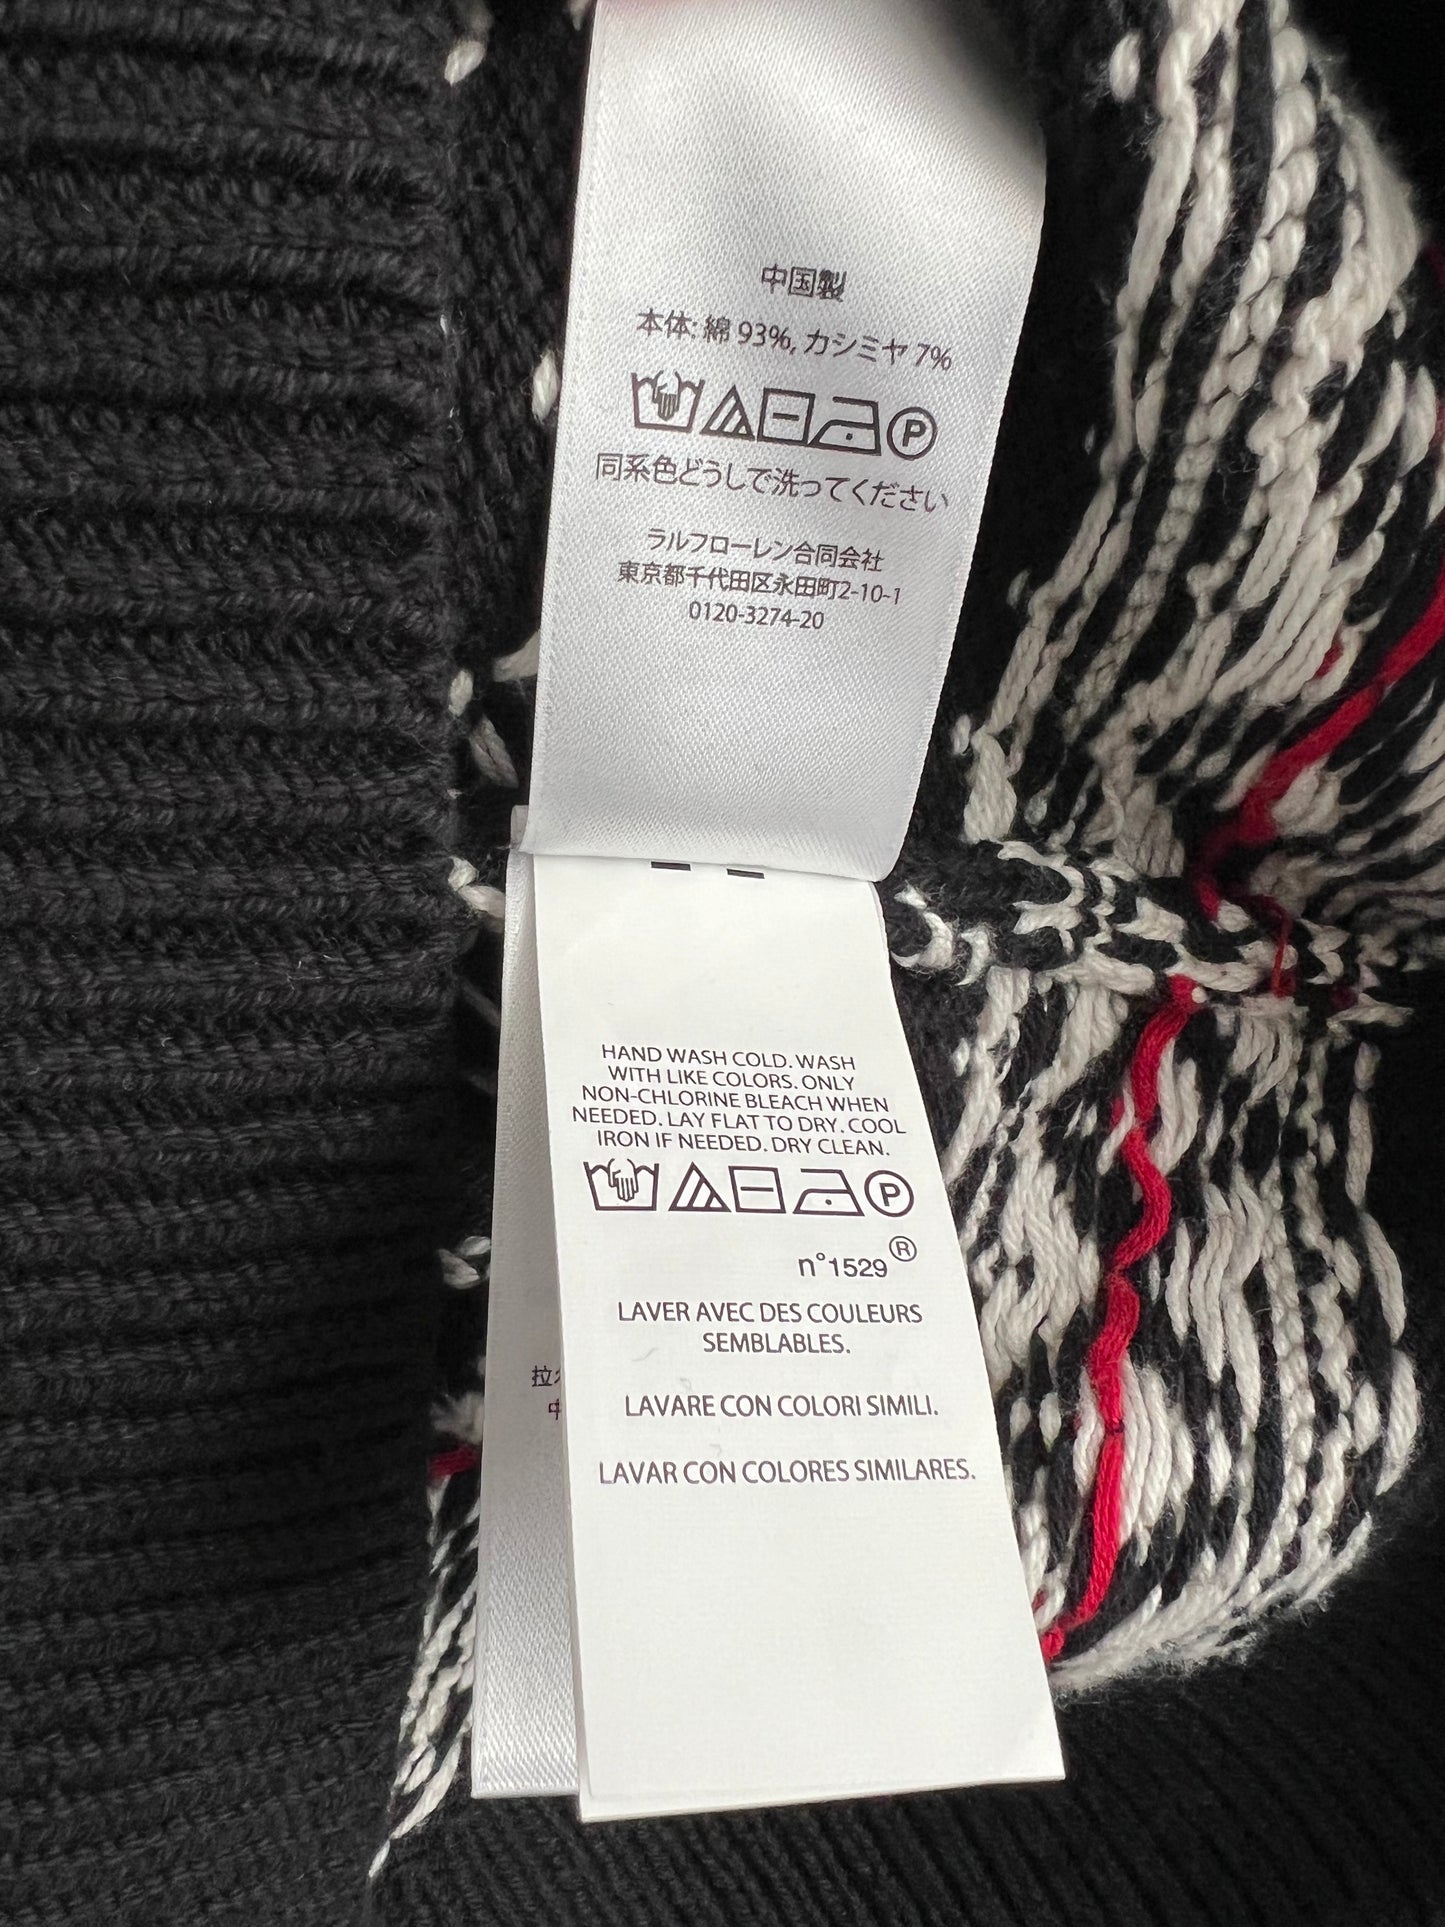 中国製
本体: 綿 93%, カシミヤ 7%
P
同系色どうしで洗ってください
ラルフローレン合同会社
東京都千代田区永田町2-10-1
0120-3274-20
HAND WASH COLD. WASH
WITH LIKE COLORS. ONLY
NON-CHLORINE BLEACH WHEN
NEEDED. LAY FLAT TO DRY. COOL
IRON IF NEEDED. DRY CLEAN.
P
n°1529®
LAVER AVEC DES COULEURS
SEMBLABLES.
LAVARE CON COLORI SIMILI.
LAVAR CON COLORES SIMILARES.
拉